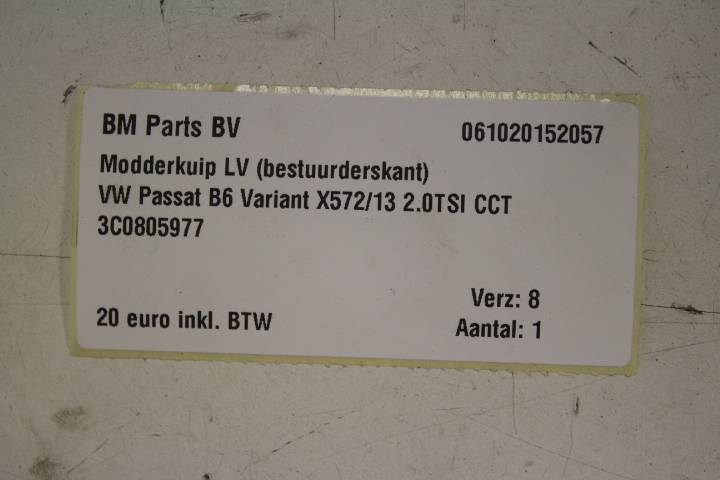 BM Parts BV 061020152057
Modderkuip LV (bestuurderskant)
VW Passat B6 Variant X572/13 2.0TSI CCT
3C0805977
Verz: 8
20 euro inkl. BTW Aantal: 1